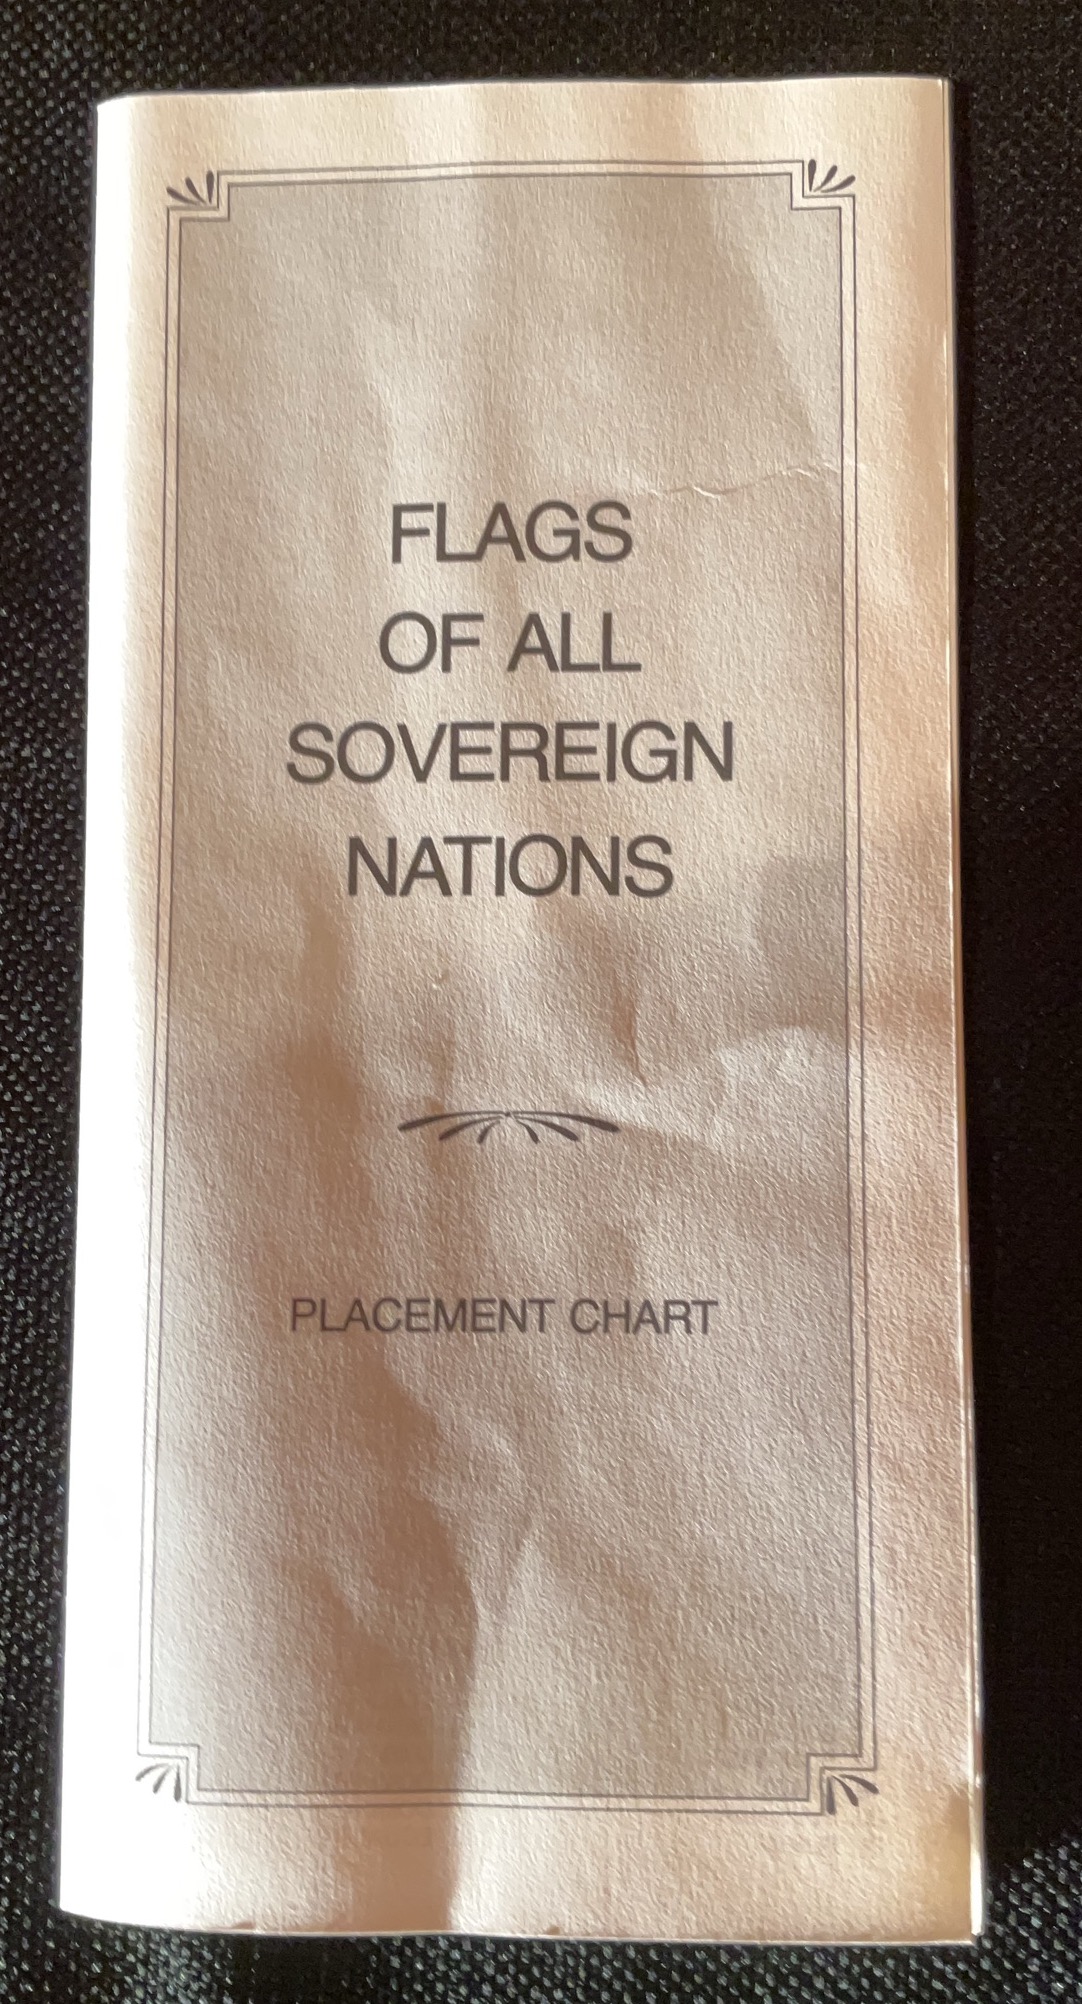 FLAGS
OF ALL
SOVEREIGN
NATIONS
PLACEMENT CHART